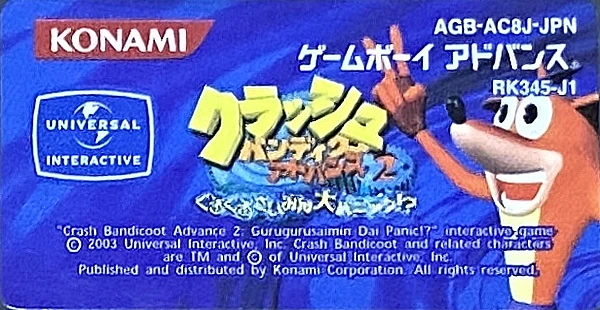 KONAMI
AGB-AC8J-JPN
ゲームボーイ アドバンス
RK345-J1
UNIVERSAL
INTERACTIVE
クラッシュ
バンディクー
アドバンス2
ぐるぐるさいみん大パニック!?
"Crash Bandicoot Advance 2: Gurugurusaimin Dai Panic!?" interactive game
© 2003 Universal Interactive, Inc. Crash Bandicoot and related characters
are TM and © of Universal Interactive, Inc.
Published and distributed by Konami Corporation. All rights reserved.